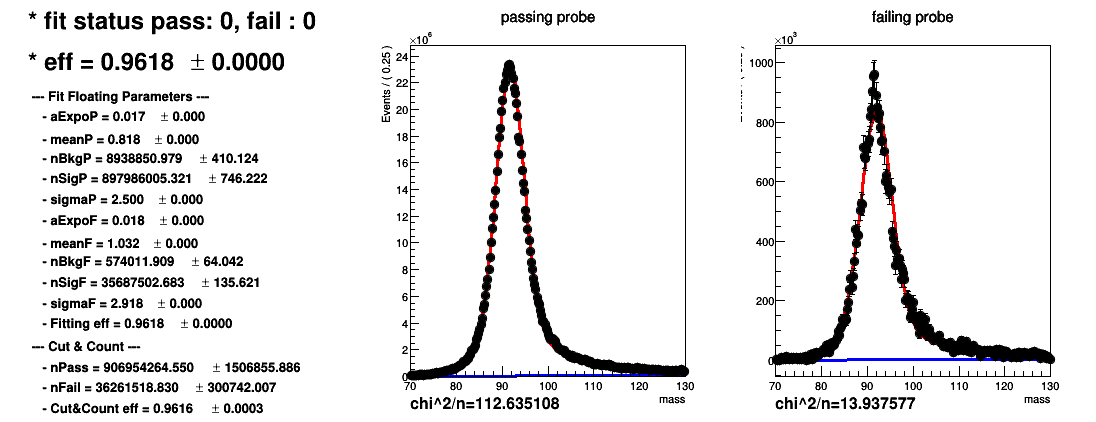 * fit status pass: 0, fail : 0
* eff = 0.9618 ± 0.0000
--- Fit Floating Parameters ---
- aExpoP = 0.017 ± 0.000
- meanP = 0.818 ± 0.000
- nBkgP = 8938850.979 ± 410.124
- nSigP = 897986005.321 ± 746.222
- sigmaP = 2.500 ± 0.000
- aExpoF = 0.018 ± 0.000
- meanF = 1.032 ± 0.000
- nBkgF = 574011.909 ± 64.042
- nSigF = 35687502.683 ± 135.621
- sigmaF = 2.918 ± 0.000
- Fitting eff = 0.9618 ± 0.0000
--- Cut & Count ---
- nPass = 906954264.550 ± 1506855.886
- nFail = 36261518.830 ± 300742.007
- Cut&Count eff = 0.9616 ± 0.0003
passing probe
×10⁶
Events / ( 0.25 )
24
22
20
18
16
14
12
10
8
6
4
2
0
70 80 90 100 110 120 130
mass
chi^2/n=112.635108
failing probe
×10³
1000
800
600
400
200
0
70 80 90 100 110 120 130
mass
chi^2/n=13.937577